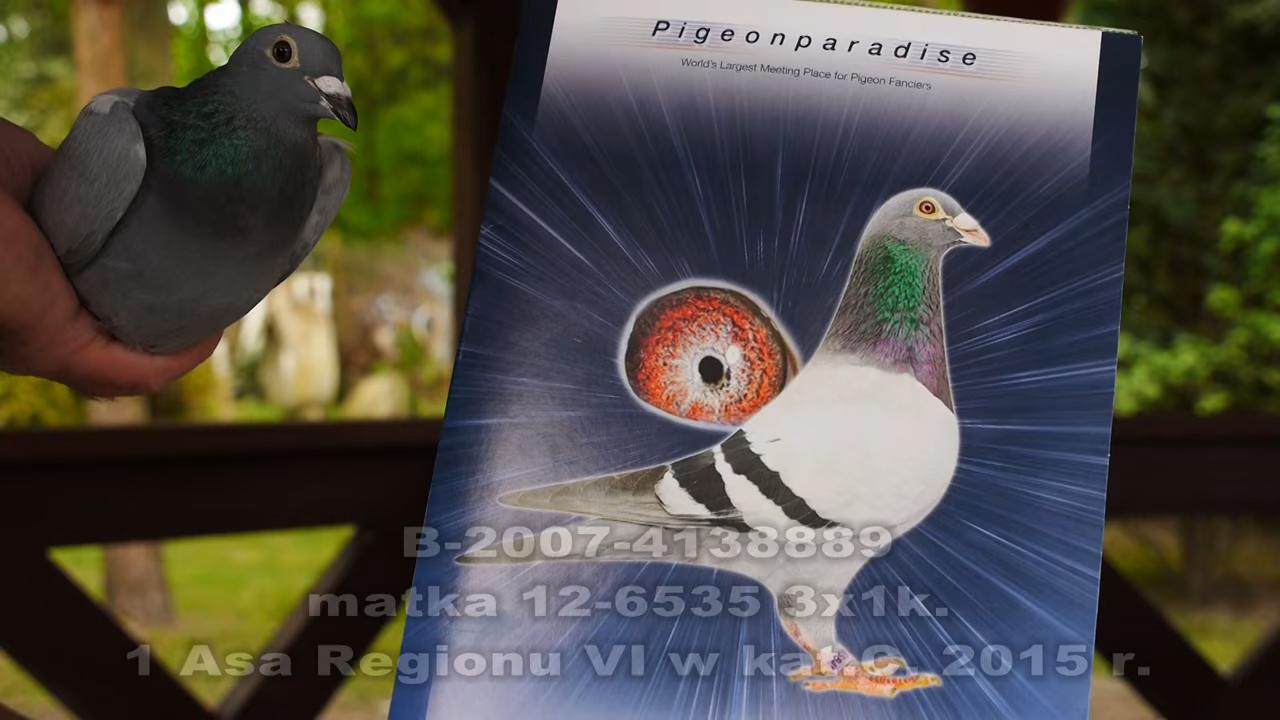 Pigeonparadise
World's Largest Meeting Place for Pigeon Fanciers
B-2007-4138889
matka 12-6535 3x1k.
1 Asa Regionu VI w kat.C. 2015 r.